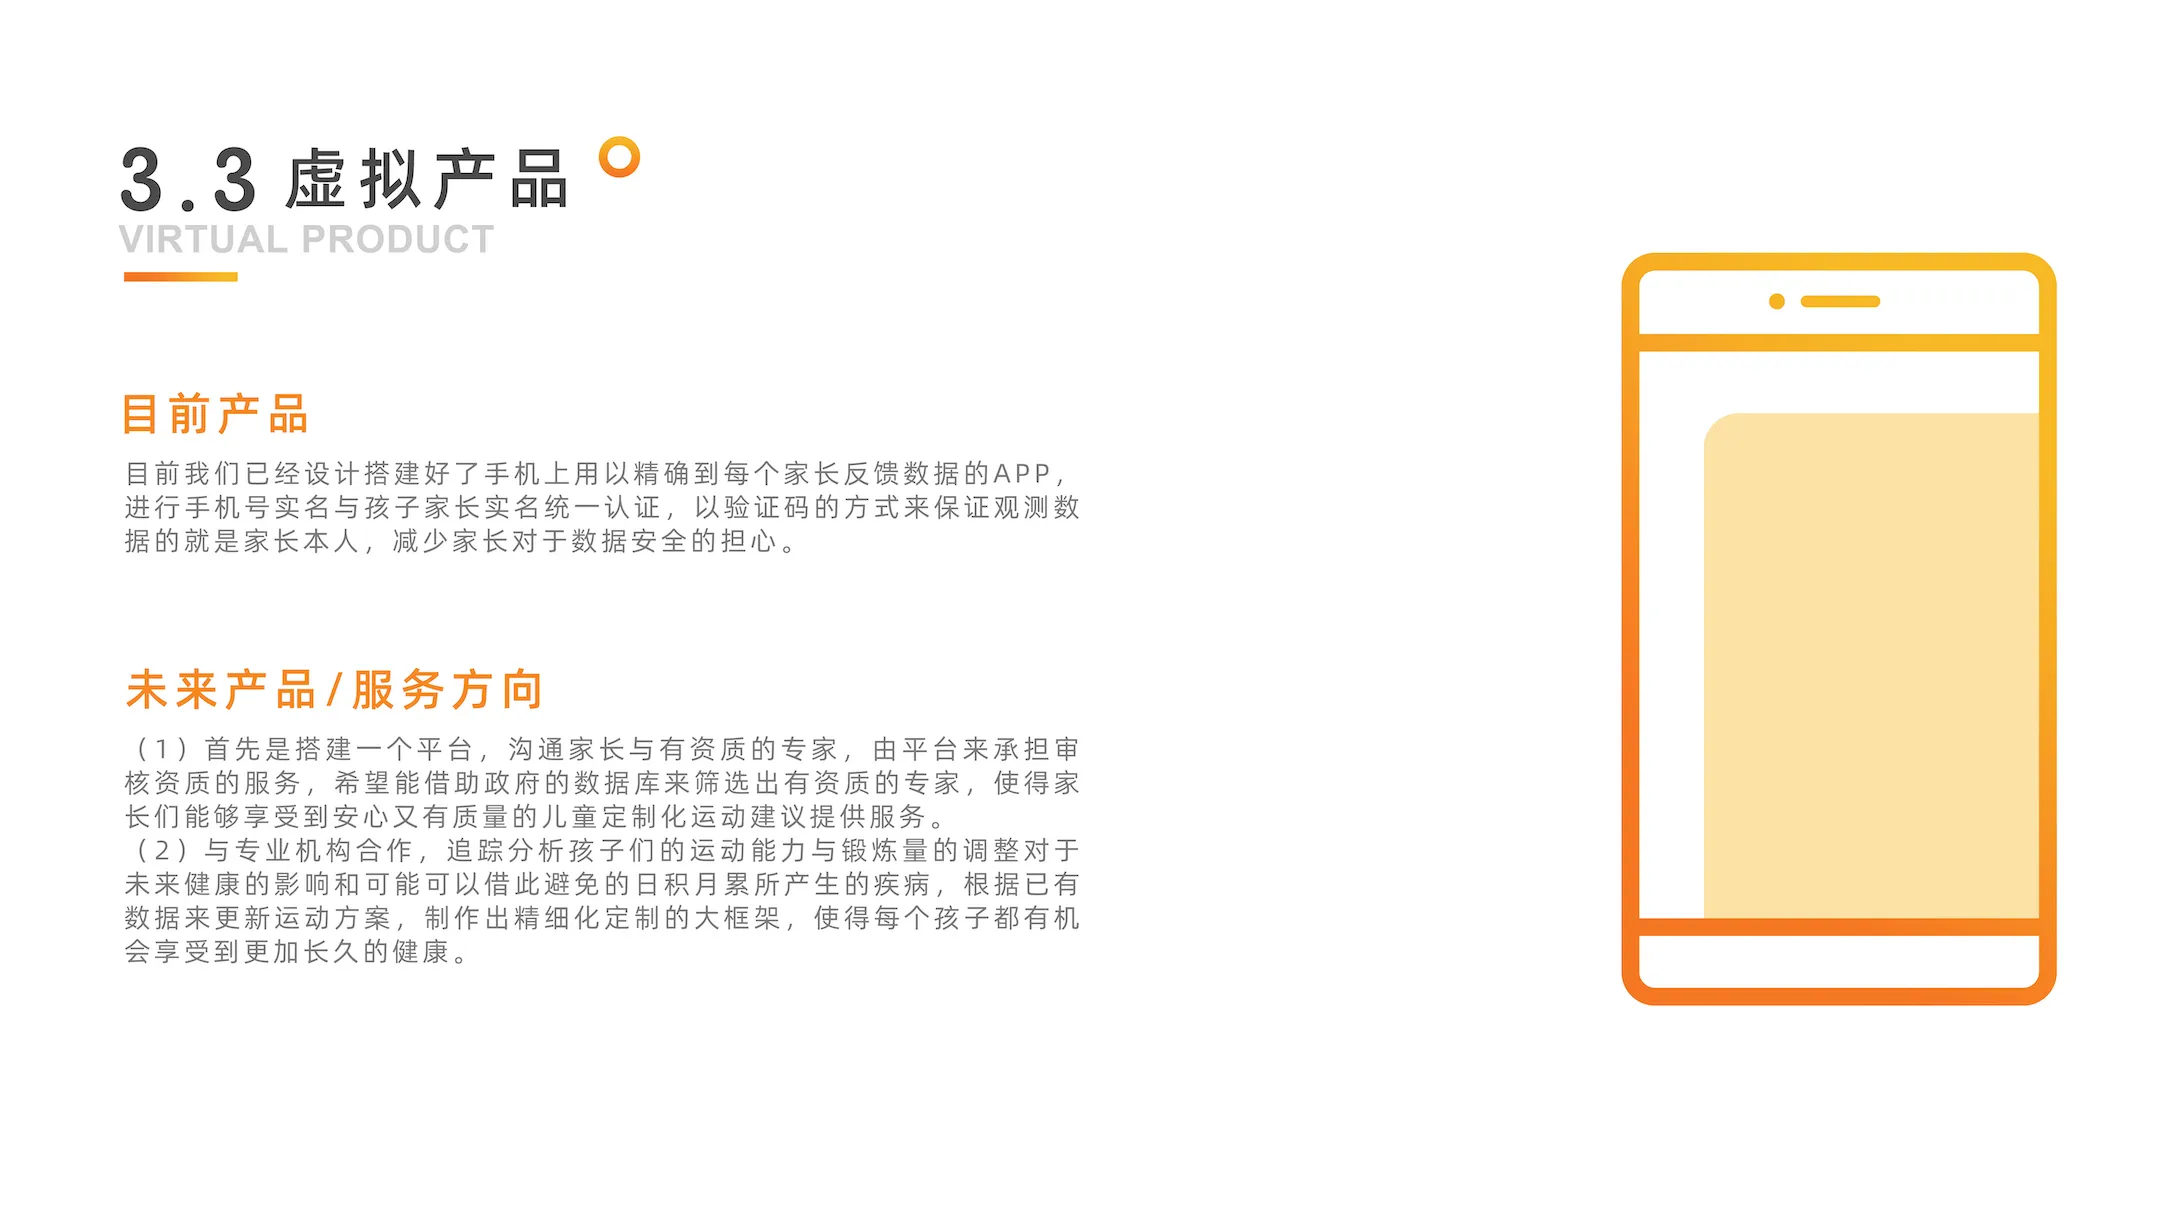 3.3 虚拟产品
VIRTUAL PRODUCT
目前产品
目前我们已经设计搭建好了手机上用以精确到每个家长反馈数据的APP，
进行手机号实名与孩子家长实名统一认证，以验证码的方式来保证观测数
据的就是家长本人，减少家长对于数据安全的担心。
未来产品/服务方向
（1）首先是搭建一个平台，沟通家长与有资质的专家，由平台来承担审
核资质的服务，希望能借助政府的数据库来筛选出有资质的专家，使得家
长们能够享受到安心又有质量的儿童定制化运动建议提供服务。
（2）与专业机构合作，追踪分析孩子们的运动能力与锻炼量的调整对于
未来健康的影响和可能可以借此避免的日积月累所产生的疾病，根据已有
数据来更新运动方案，制作出精细化定制的大框架，使得每个孩子都有机
会享受到更加长久的健康。